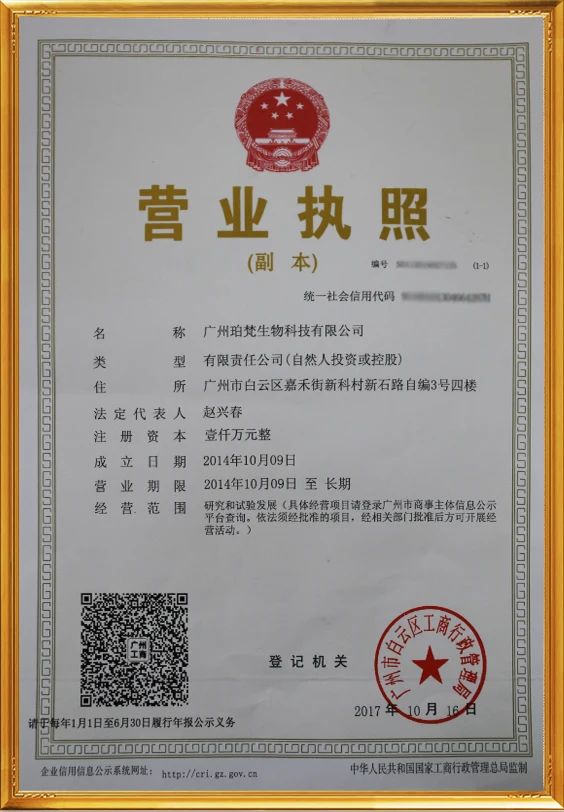 营业执照
(副 本)
编号 (1-1)
统一社会信用代码
名称 广州珀梵生物科技有限公司
类型 有限责任公司(自然人投资或控股)
住所 广州市白云区嘉禾街新科村新石路自编3号四楼
法定代表人 赵兴春
注册资本 壹仟万元整
成立日期 2014年10月09日
营业期限 2014年10月09日 至 长期
经营范围 研究和试验发展（具体经营项目请登录广州市商事主体信息公示
平台查询。依法须经批准的项目，经相关部门批准后方可开展经
营活动。）
广州
工商
登记机关
广州市白云区工商行政管理局
2017 年 10 月 16 日
请于每年1月1日至6月30日履行年报公示义务
企业信用信息公示系统网址： http://cri.gz.gov.cn
中华人民共和国国家工商行政管理总局监制